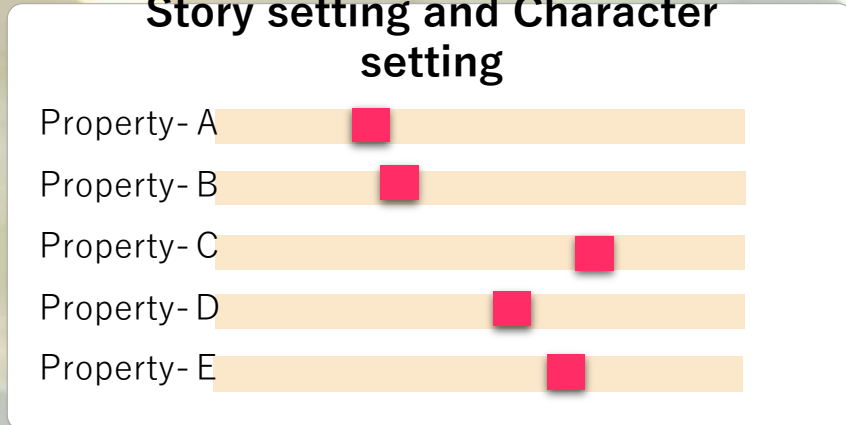 Story setting and Character
setting
Property- A
Property- B
Property- C
Property- D
Property- E